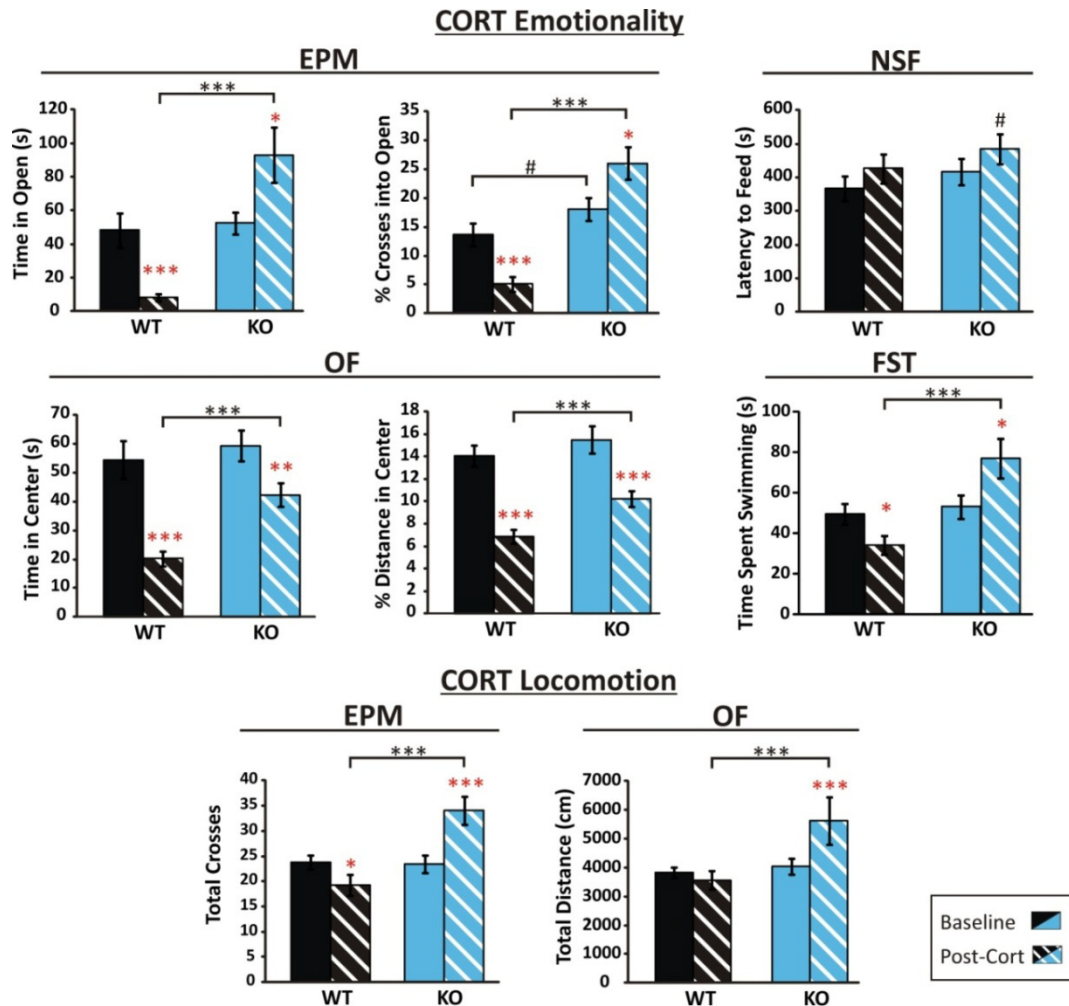 CORT Emotionality
EPM
NSF
Time in Open (s)
120
100
80
60
40
20
0
***
***
*
WT
KO
% Crosses into Open
35
30
25
20
15
10
5
0
***
#
***
*
WT
KO
Latency to Feed (s)
600
500
400
300
200
100
0
#
WT
KO
OF
FST
Time in Center (s)
70
60
50
40
30
20
10
0
***
***
**
WT
KO
% Distance in Center
18
16
14
12
10
8
6
4
2
0
***
***
***
WT
KO
Time Spent Swimming (s)
100
80
60
40
20
0
***
*
*
WT
KO
CORT Locomotion
EPM
OF
Total Crosses
40
35
30
25
20
15
10
5
0
***
*
***
WT
KO
Total Distance (cm)
7000
6000
5000
4000
3000
2000
1000
0
***
***
WT
KO
Baseline
Post-Cort